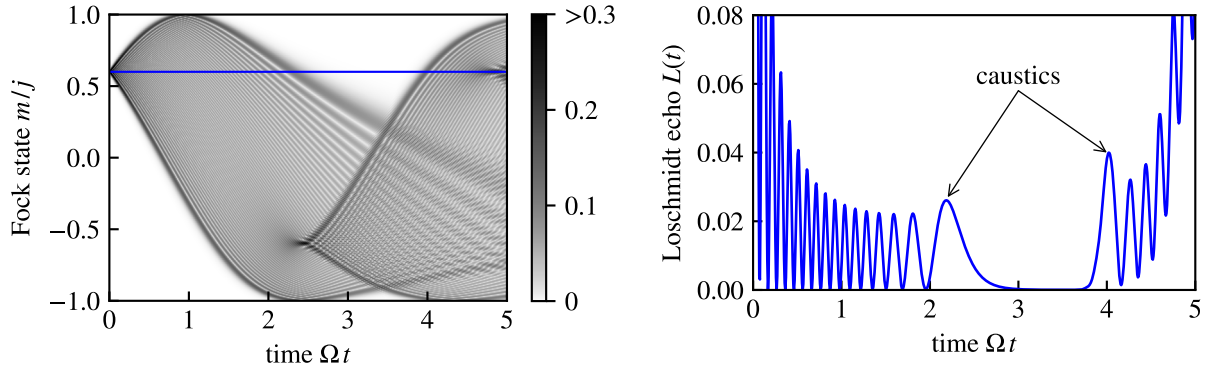 Fock state m/j
1.0
0.5
0.0
−0.5
−1.0
0 1 2 3 4 5
time Ω t
>0.3
0.2
0.1
0
Loschmidt echo L(t)
0.08
0.06
0.04
0.02
0.00
caustics
0 1 2 3 4 5
time Ω t